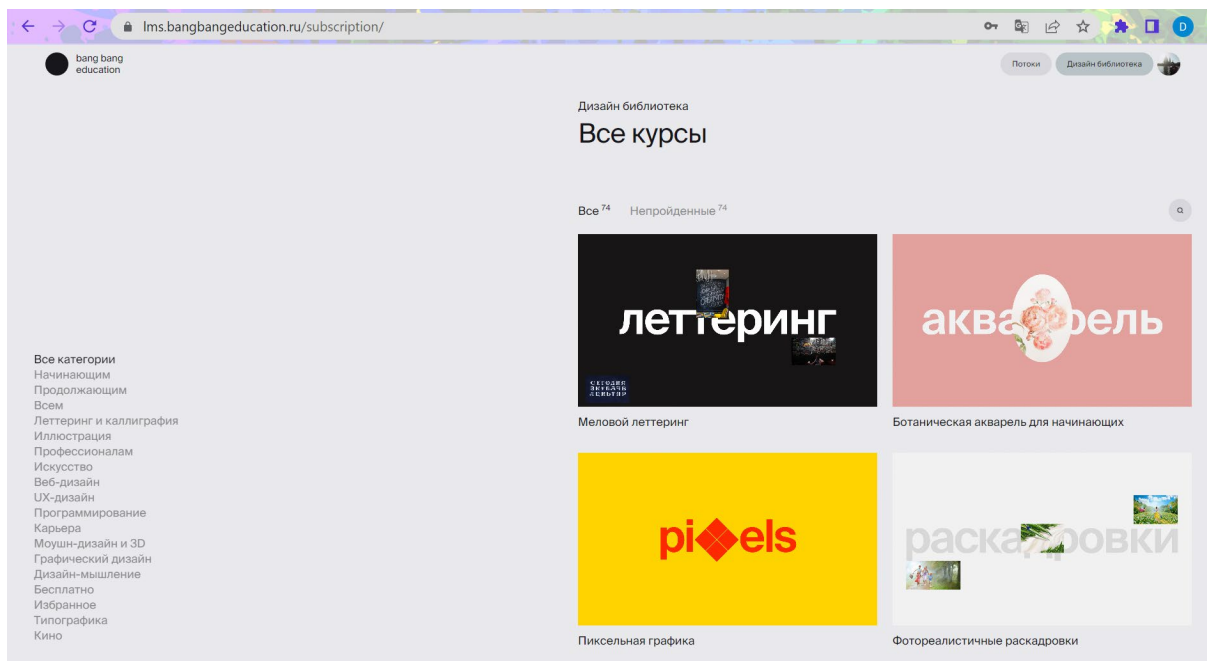 lms.bangbangeducation.ru/subscription/
D
bang bang
education
Потоки
Дизайн библиотека
Дизайн библиотека
Все курсы
Все 74
Непройденные 74
леттеринг
Меловой леттеринг
акварель
Ботаническая акварель для начинающих
Все категории
Начинающим
Продолжающим
Всем
Леттеринг и каллиграфия
Иллюстрация
Профессионалам
Искусство
Веб-дизайн
UX-дизайн
Программирование
Карьера
Моушн-дизайн и 3D
Графический дизайн
Дизайн-мышление
Бесплатно
Избранное
Типографика
Кино
pixels
Пиксельная графика
раскадровки
Фотореалистичные раскадровки